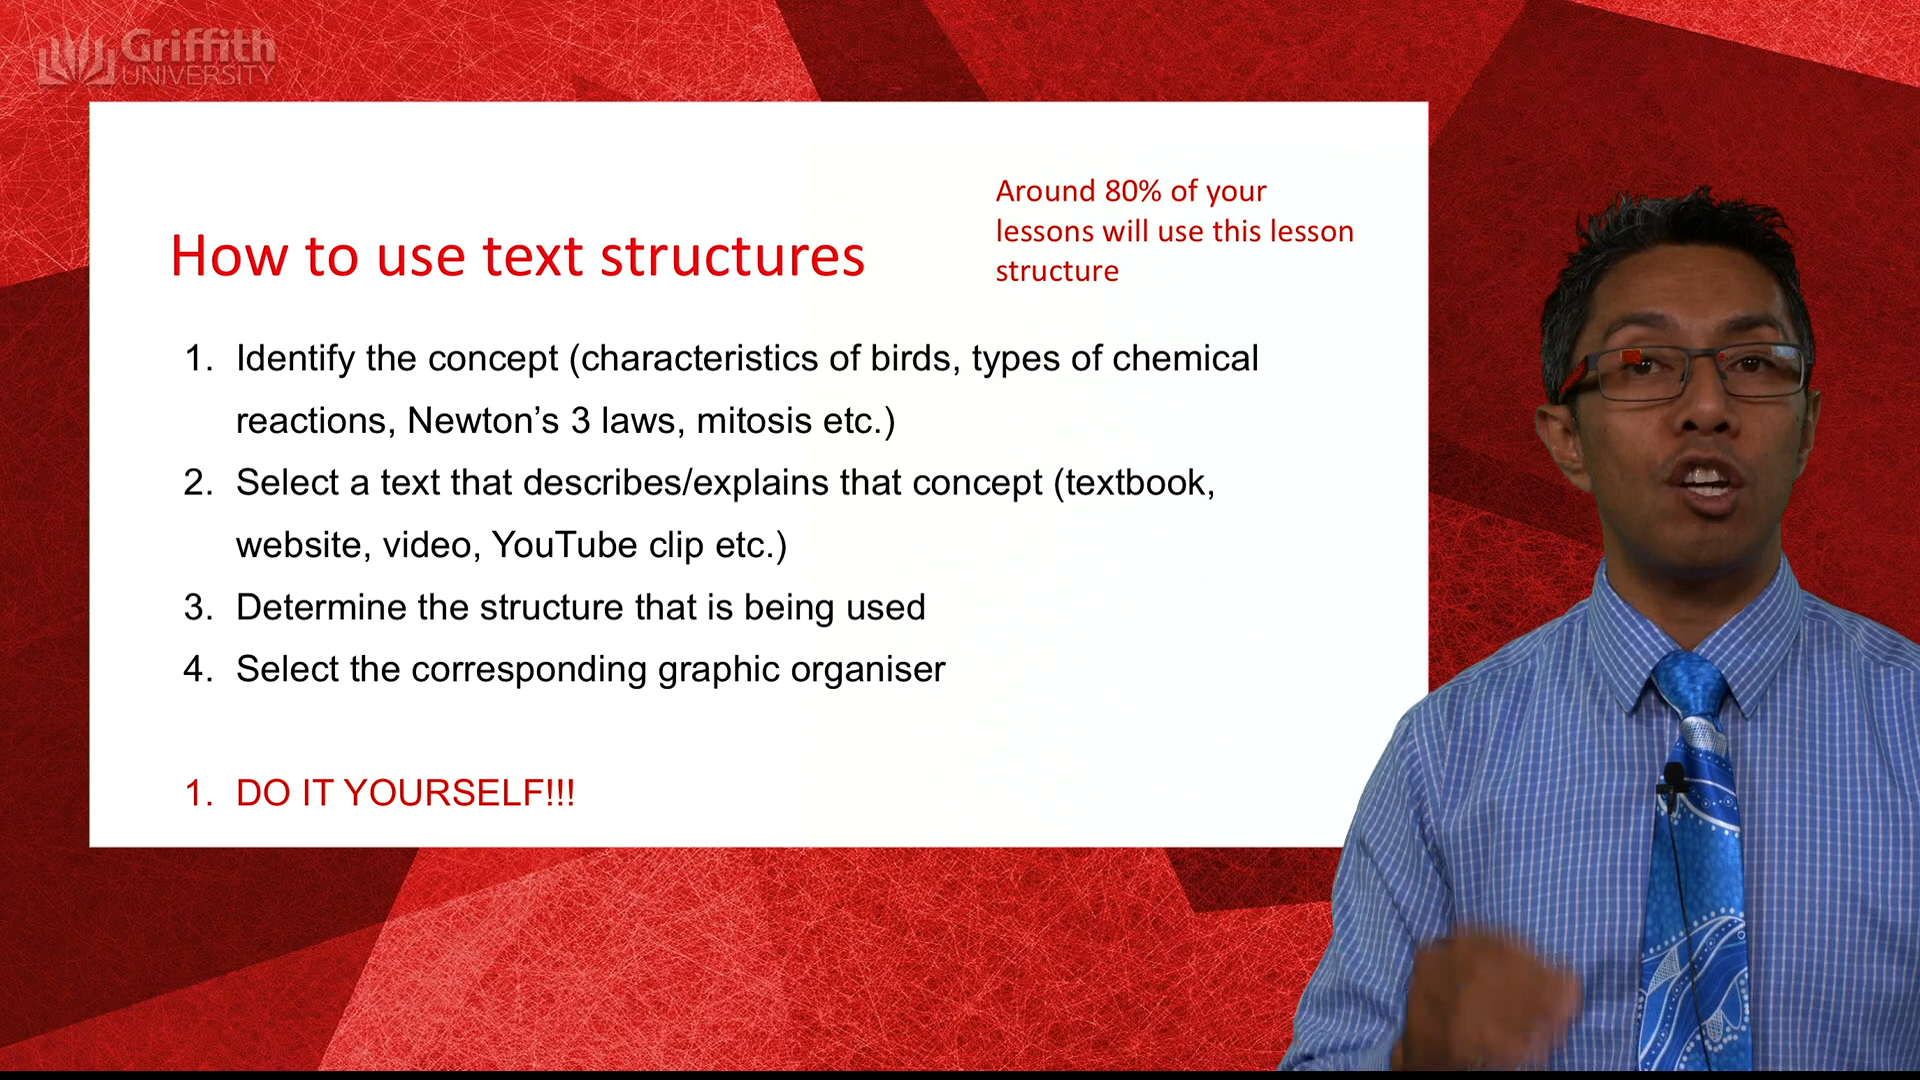 Griffith
UNIVERSITY
Around 80% of your
lessons will use this lesson
structure
How to use text structures
1. Identify the concept (characteristics of birds, types of chemical
reactions, Newton’s 3 laws, mitosis etc.)
2. Select a text that describes/explains that concept (textbook,
website, video, YouTube clip etc.)
3. Determine the structure that is being used
4. Select the corresponding graphic organiser
1. DO IT YOURSELF!!!